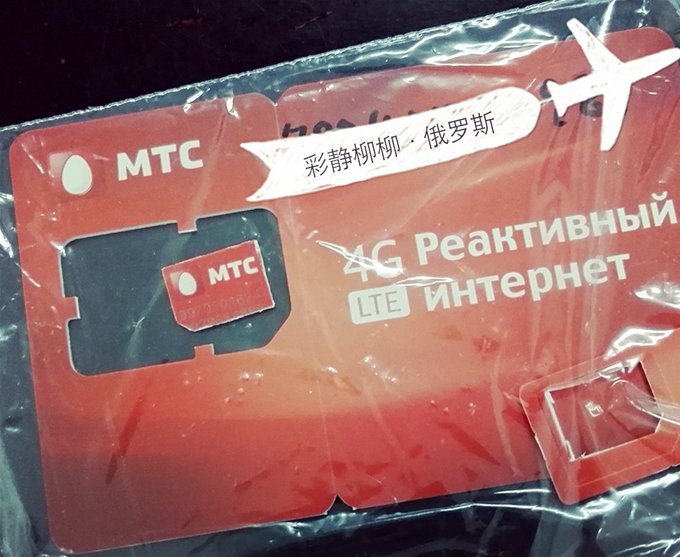 МТС
彩静柳柳 · 俄罗斯
МТС
4G Реактивный
LTE интернет